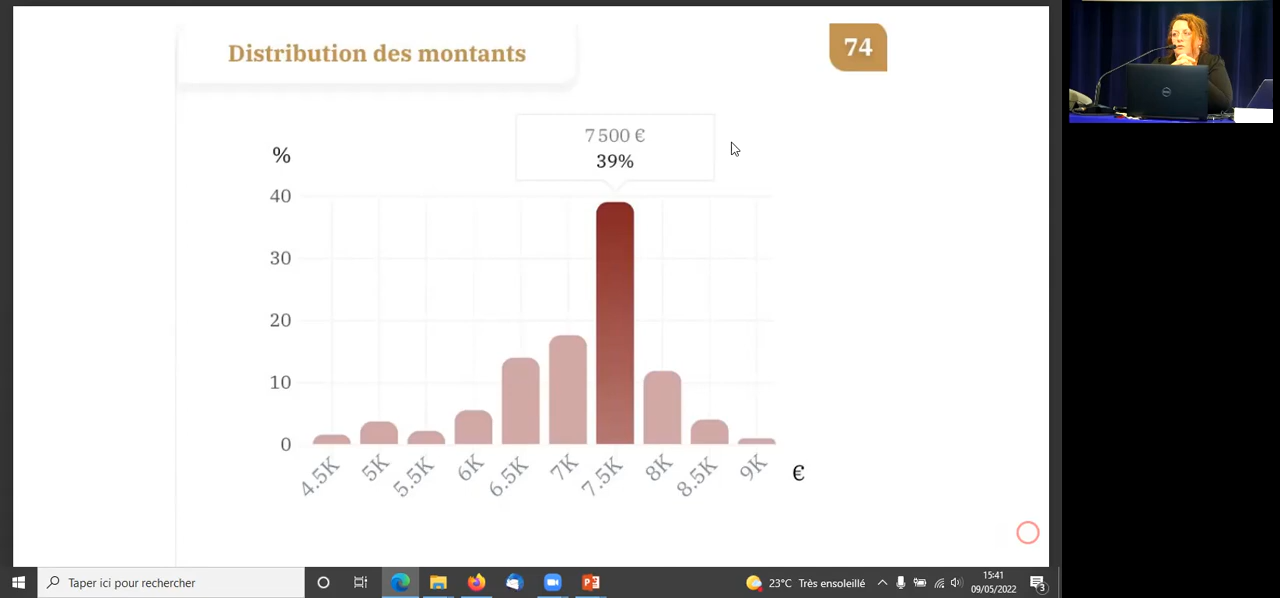 Distribution des montants
74
7 500 €
39%
%
40
30
20
10
0
4.5K
5K
5.5K
6K
6.5K
7K
7.5K
8K
8.5K
9K
€
Taper ici pour rechercher
23°C Très ensoleillé
15:41
09/05/2022
3